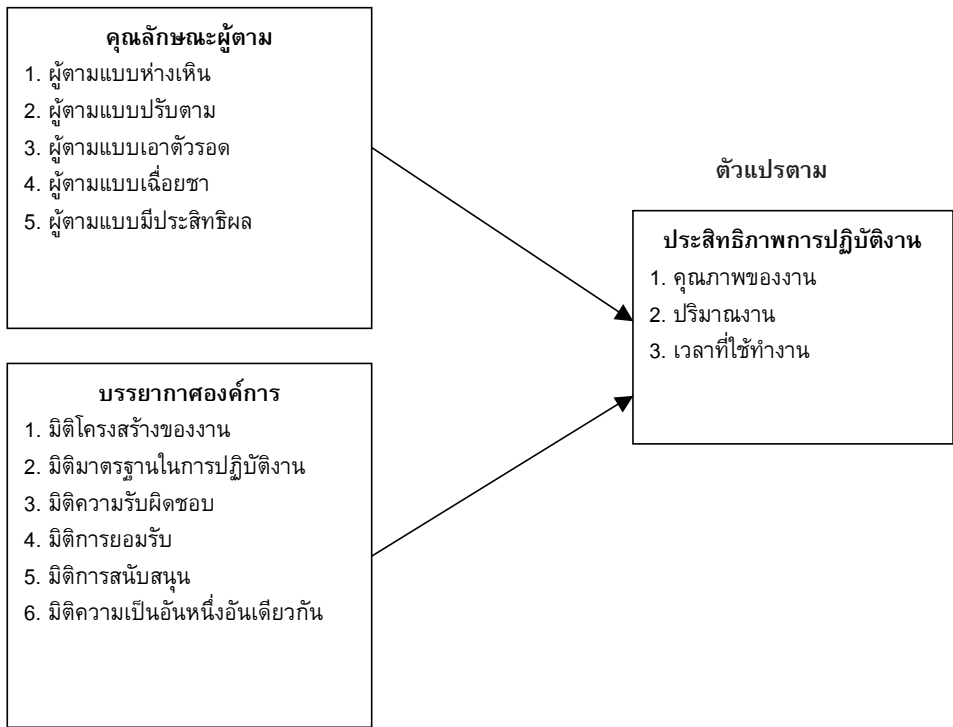 คุณลักษณะผู้ตาม
1. ผู้ตามแบบห่างเหิน
2. ผู้ตามแบบปรับตาม
3. ผู้ตามแบบเอาตัวรอด
4. ผู้ตามแบบเฉื่อยชา
5. ผู้ตามแบบมีประสิทธิผล
ตัวแปรตาม
ประสิทธิภาพการปฏิบัติงาน
1. คุณภาพของงาน
2. ปริมาณงาน
3. เวลาที่ใช้ทำงาน
บรรยากาศองค์การ
1. มิติโครงสร้างของงาน
2. มิติมาตรฐานในการปฏิบัติงาน
3. มิติความรับผิดชอบ
4. มิติการยอมรับ
5. มิติการสนับสนุน
6. มิติความเป็นอันหนึ่งอันเดียวกัน